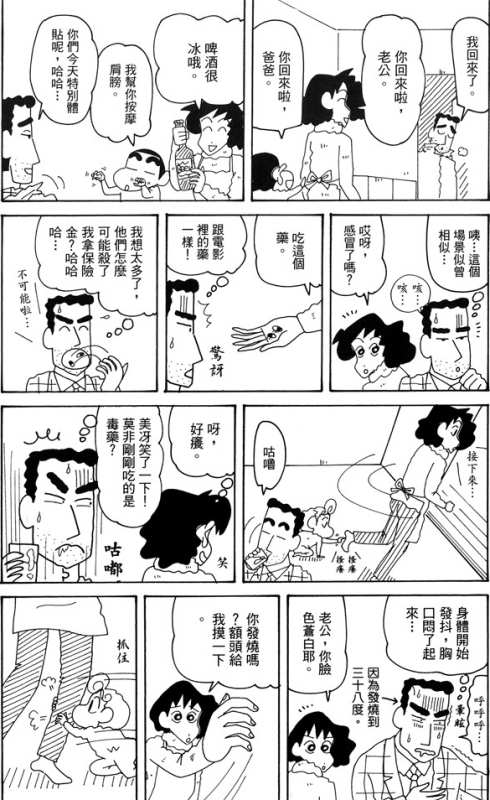 我回來了。
你回來啦，
老公。
你回來啦，
爸爸。
啤酒很
冰哦。
我幫你按摩
肩膀。
你們今天特別體
貼呢，哈哈…
咦…這個
場景似曾
相似…
咳…
咳…
哎呀，
感冒了嗎？
吃這個
藥。
驚訝
跟電影
裡的藥
一樣！
我想太多了，
他們怎麼
可能殺了
我拿保險
金？哈哈
哈…
不可能啦…
接下來…
搔癢
搔癢
咕嚕
呀，
好癢。
笑
美冴笑了一下！
莫非剛剛吃的是
毒藥？
咕嘟
身體開始
發抖，胸
口悶了起
來…
呼呼呼…
暈眩
因為發燒到
三十八度。
老公，你臉
色蒼白耶。
你發燒嗎
？額頭給
我摸一下
。
抓住